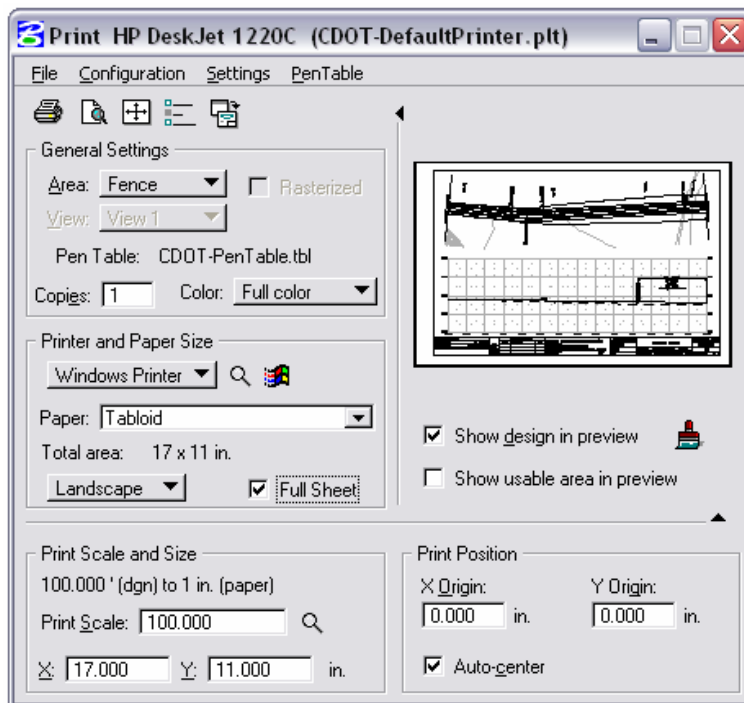 Print HP DeskJet 1220C (CDOT-DefaultPrinter.plt)
File Configuration Settings PenTable
General Settings
Area: Fence Rasterized
View: View 1
Pen Table: CDOT-PenTable.tbl
Copies: 1 Color: Full color
Printer and Paper Size
Windows Printer
Paper: Tabloid
Total area: 17 x 11 in.
Landscape Full Sheet
Show design in preview
Show usable area in preview
Print Scale and Size
100.000 ' (dgn) to 1 in. (paper)
Print Scale: 100.000
X: 17.000 Y: 11.000 in.
Print Position
X Origin: Y Origin:
0.000 in. 0.000 in.
Auto-center